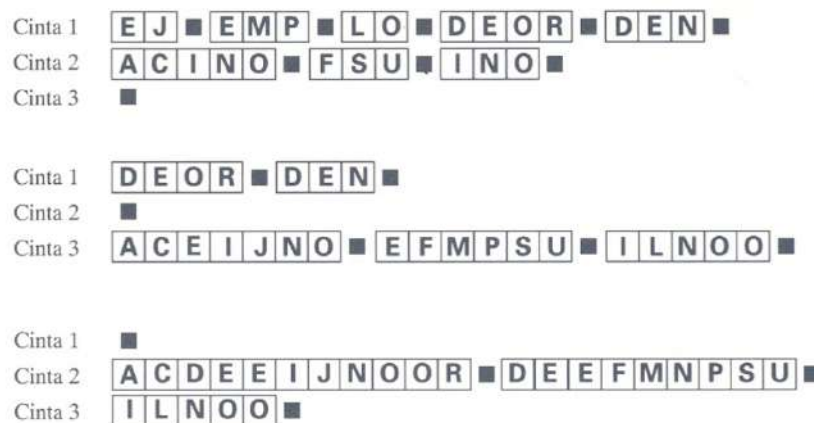 Cinta 1 EJ ■ EMP ■ LO ■ DEOR ■ DEN ■
Cinta 2 ACINO ■ FSU ■ INO ■
Cinta 3 ■
Cinta 1 DEOR ■ DEN ■
Cinta 2 ■
Cinta 3 ACEIJNO ■ EFMPSU ■ ILNOO ■
Cinta 1 ■
Cinta 2 ACDEEIJNOOR ■ DEEFMNPSU ■
Cinta 3 ILNOO ■